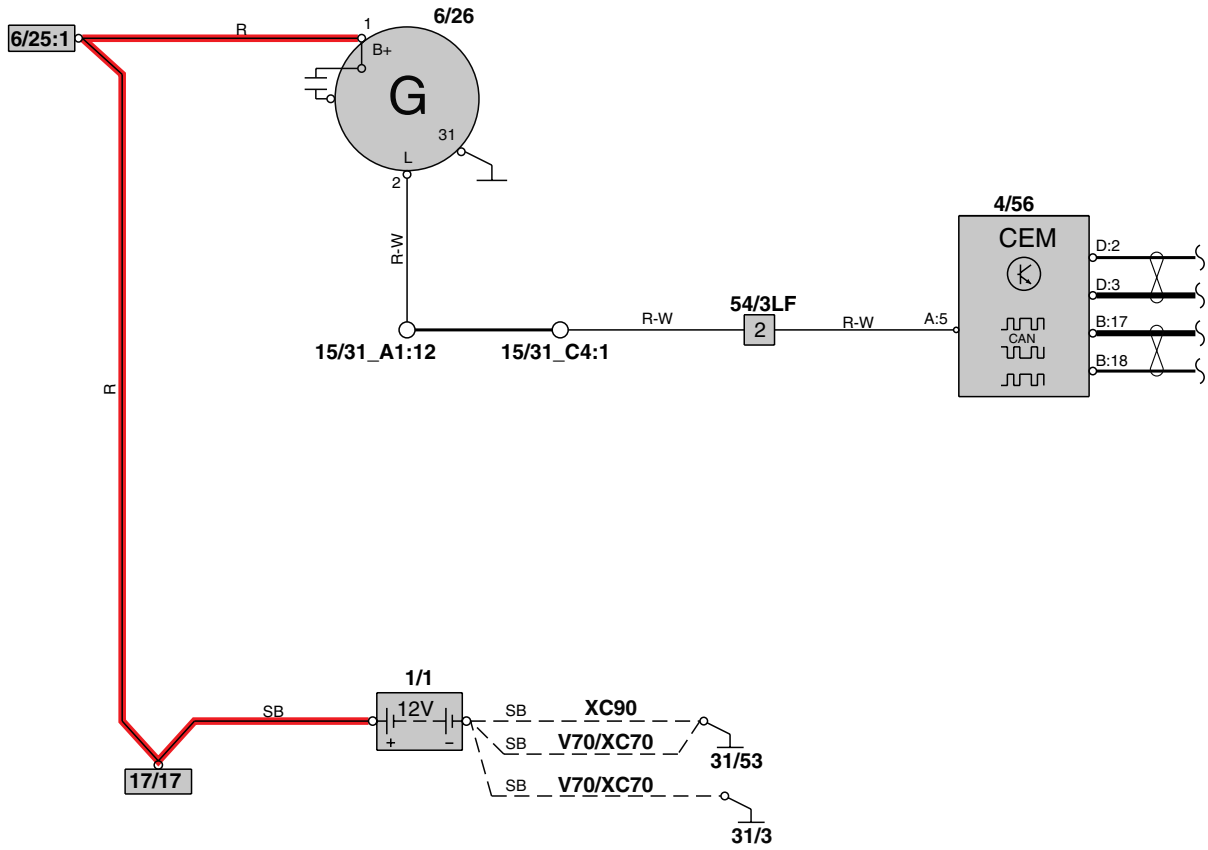 6/25:1
R
1
6/26
B+
G
31
L
2
R-W
4/56
CEM
CAN
D:2
D:3
B:17
B:18
54/3LF
2
R-W
R-W
A:5
15/31_A1:12
15/31_C4:1
R
1/1
12V
+
−
SB
17/17
SB
XC90
SB
V70/XC70
31/53
SB
V70/XC70
31/3